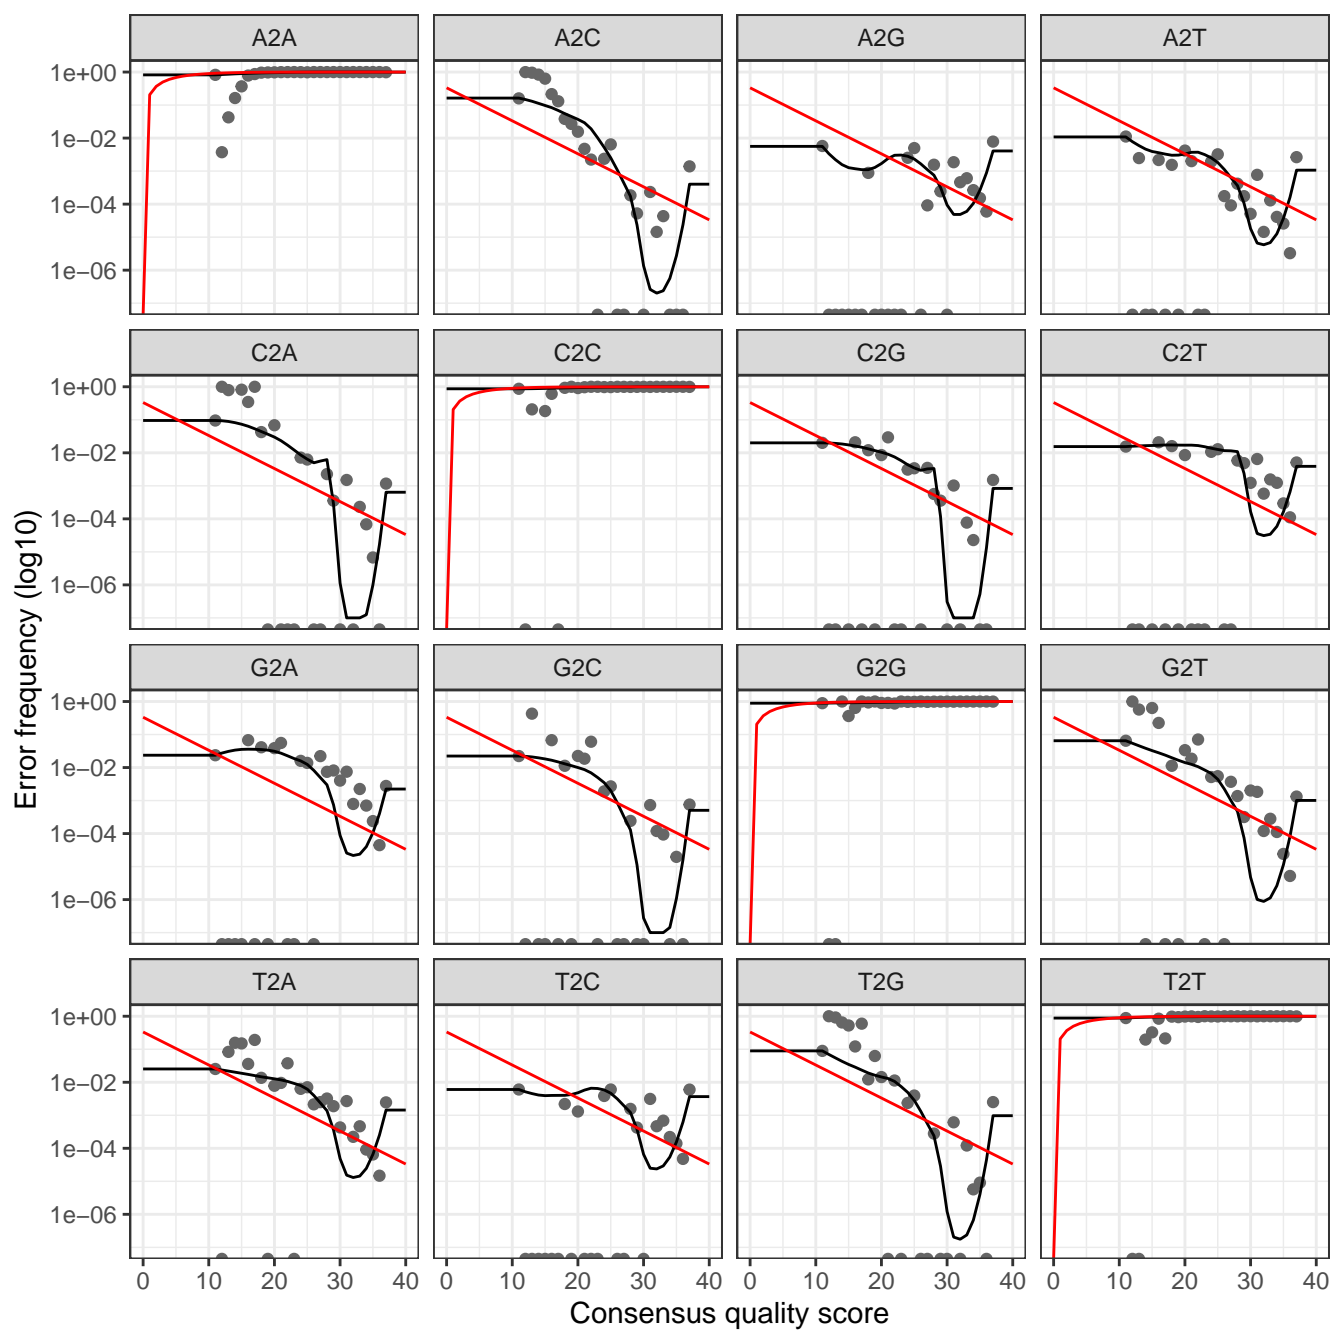 A2A A2C A2G A2T
1e+00
1e−02
1e−04
1e−06
C2A C2C C2G C2T
1e+00
1e−02
1e−04
1e−06
G2A G2C G2G G2T
1e+00
1e−02
1e−04
1e−06
T2A T2C T2G T2T
1e+00
1e−02
1e−04
1e−06
0 10 20 30 40 0 10 20 30 40 0 10 20 30 40 0 10 20 30 40
Consensus quality score
Error frequency (log10)